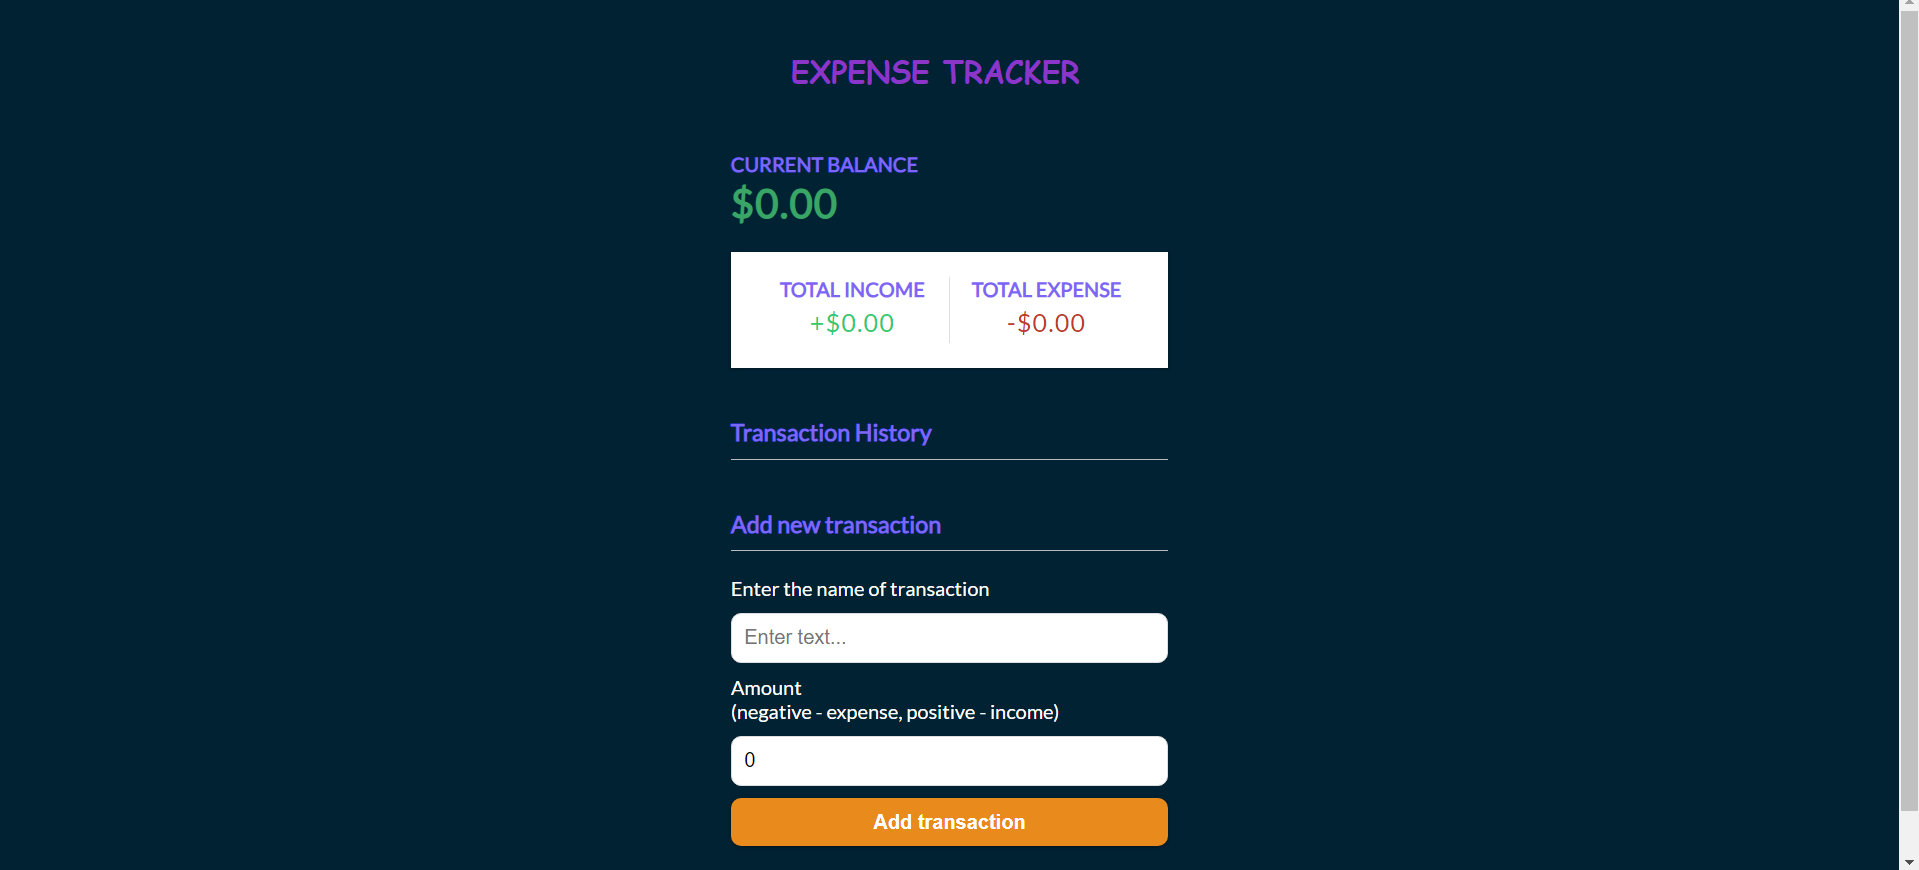 EXPENSE TRACKER
CURRENT BALANCE
$0.00
TOTAL INCOME
+$0.00
TOTAL EXPENSE
-$0.00
Transaction History
Add new transaction
Enter the name of transaction
Enter text...
Amount
(negative - expense, positive - income)
0
Add transaction